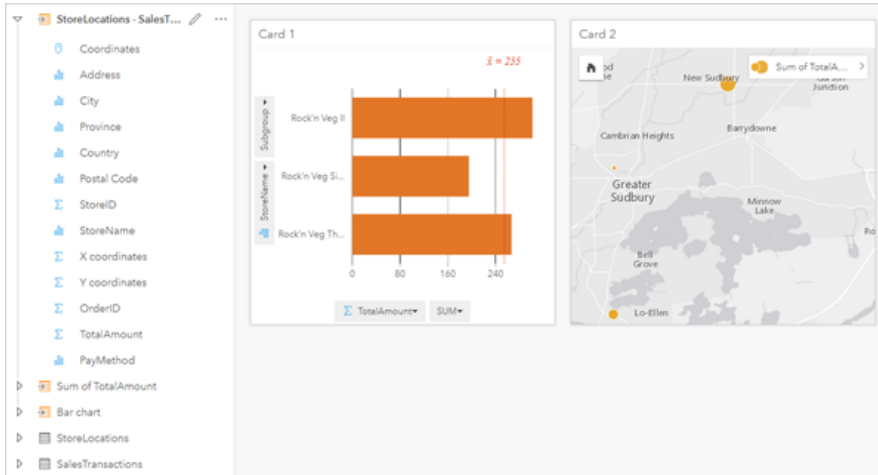 StoreLocations - SalesT...
Coordinates
Address
City
Province
Country
Postal Code
StoreID
StoreName
X coordinates
Y coordinates
OrderID
TotalAmount
PayMethod
Sum of TotalAmount
Bar chart
StoreLocations
SalesTransactions
Card 1
x̄ = 255
Subgroup
StoreName
Rock'n Veg II
Rock'n Veg Si...
Rock'n Veg Th...
0 80 160 240
Σ TotalAmount
SUM
Card 2
New Sudbury
Sum of TotalA...
Junction
Cambrian Heights
Barrydowne
Greater
Sudbury
Minnow
Lake
Ro
Bell
Grove
Lo-Ellen